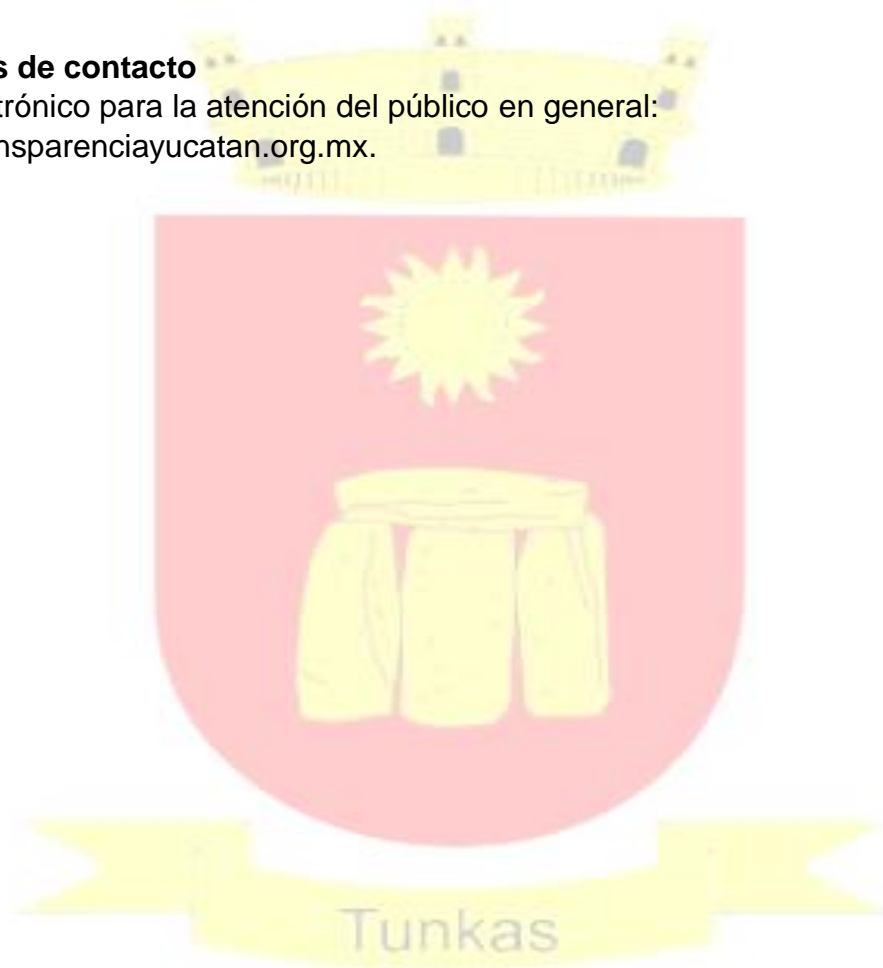 s de contacto
trónico para la atención del público en general:
nsparenciayucatan.org.mx.
Tunkas